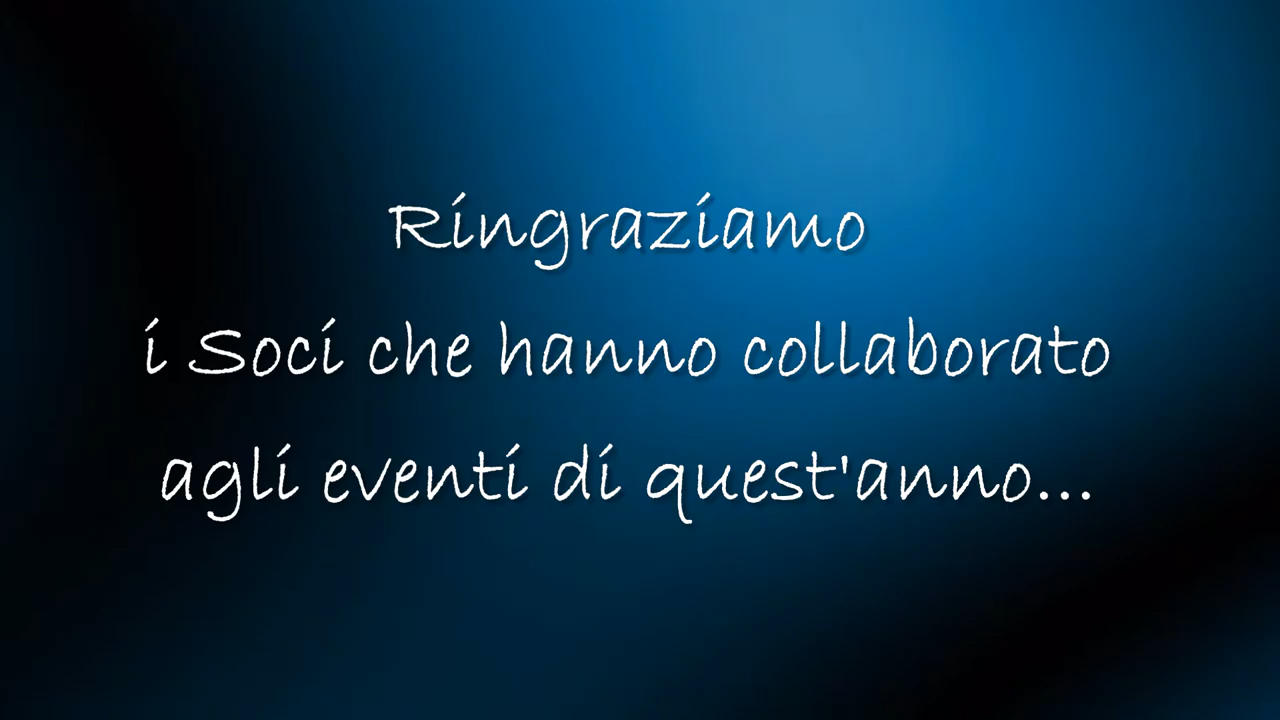 Ringraziamo
i Soci che hanno collaborato
agli eventi di quest'anno...